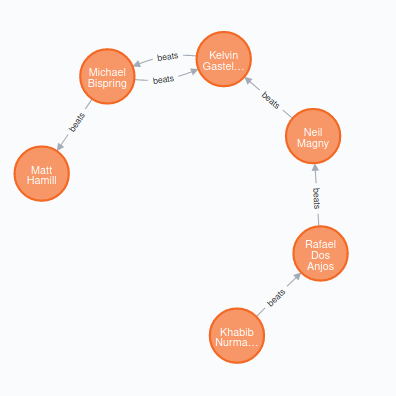 beats
Kelvin
Gastel…
Michael
Bispring
beats
beats
beats
Neil
Magny
Matt
Hamill
beats
Rafael
Dos
Anjos
beats
Khabib
Nurma…